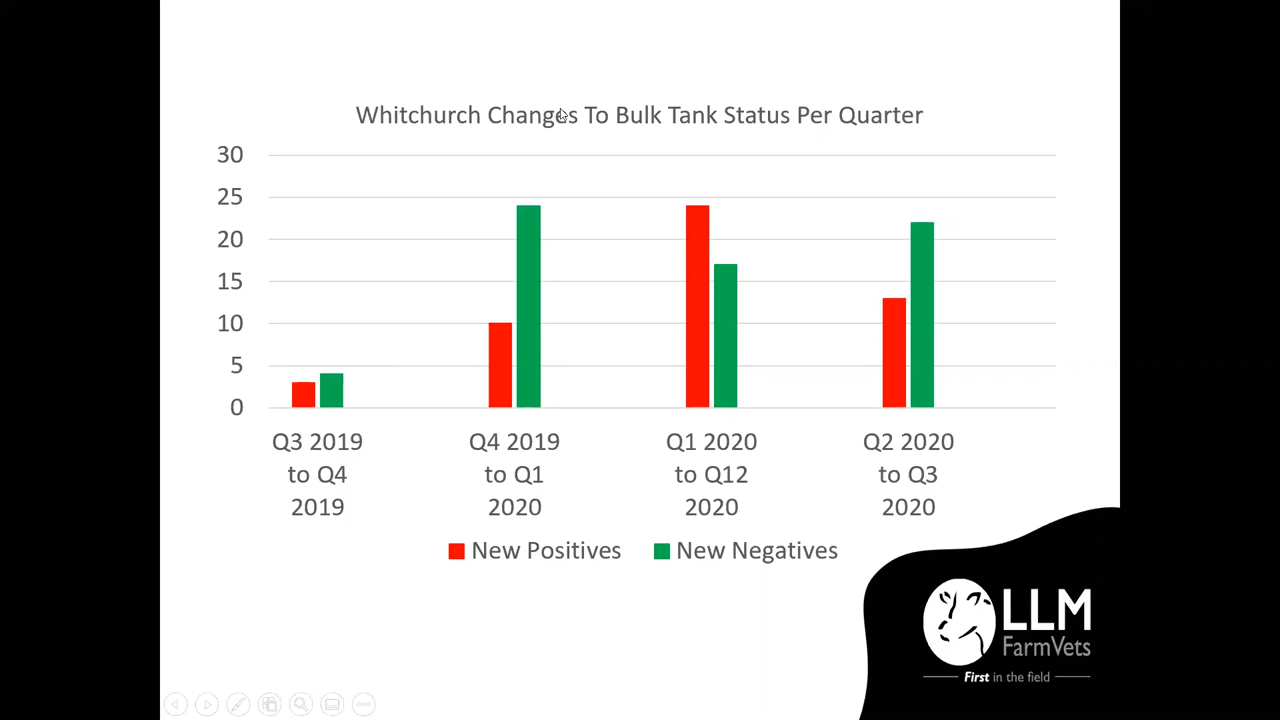 Whitchurch Changes To Bulk Tank Status Per Quarter
30
25
20
15
10
5
0
Q3 2019
to Q4
2019
Q4 2019
to Q1
2020
Q1 2020
to Q12
2020
Q2 2020
to Q3
2020
New Positives
New Negatives
LLM
FarmVets
First in the field